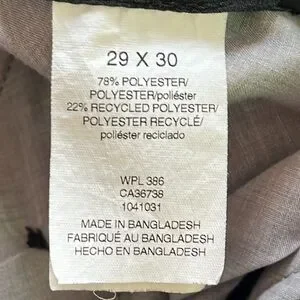 29 X 30
78% POLYESTER/
POLYESTER/poliéster
22% RECYCLED POLYESTER/
POLYESTER RECYCLÉ/
poliéster reciclado
WPL 386
CA36738
1041031
MADE IN BANGLADESH
FABRIQUÉ AU BANGLADESH
HECHO EN BANGLADESH